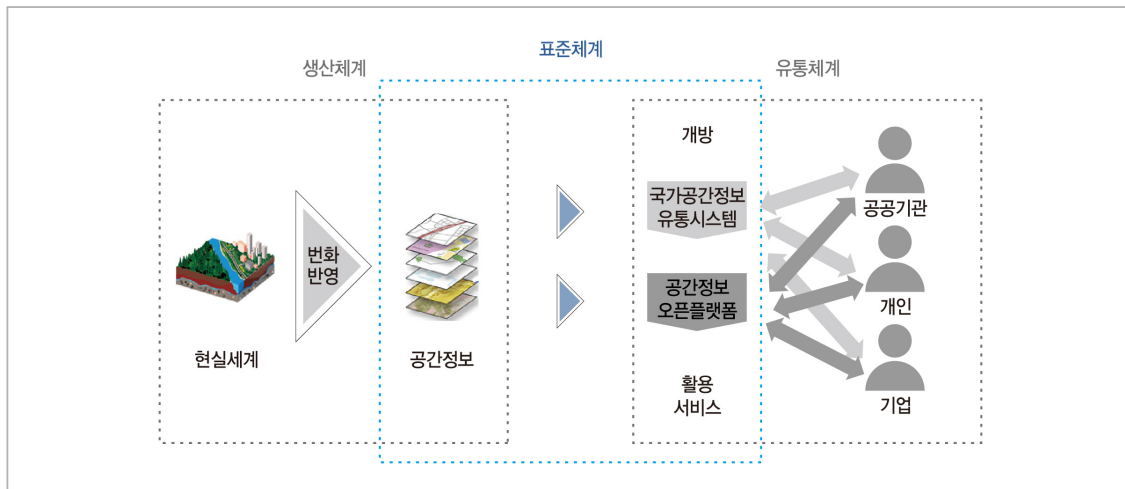 표준체계
생산체계
유통체계
개방
국가공간정보
유통시스템
공공기관
번화
반영
공간정보
오픈플랫폼
개인
현실세계
공간정보
활용
서비스
기업